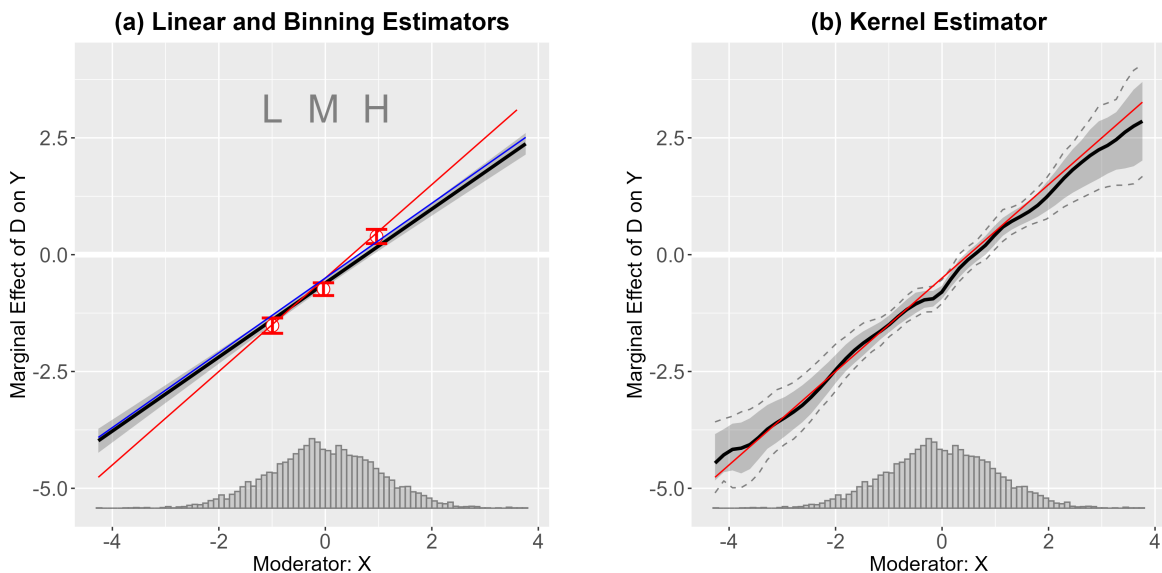 (a) Linear and Binning Estimators
Marginal Effect of D on Y
2.5
0.0
-2.5
-5.0
L M H
-4 -2 0 2 4
Moderator: X
(b) Kernel Estimator
Marginal Effect of D on Y
2.5
0.0
-2.5
-5.0
-4 -2 0 2 4
Moderator: X